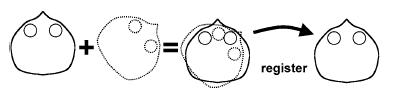 + =
register